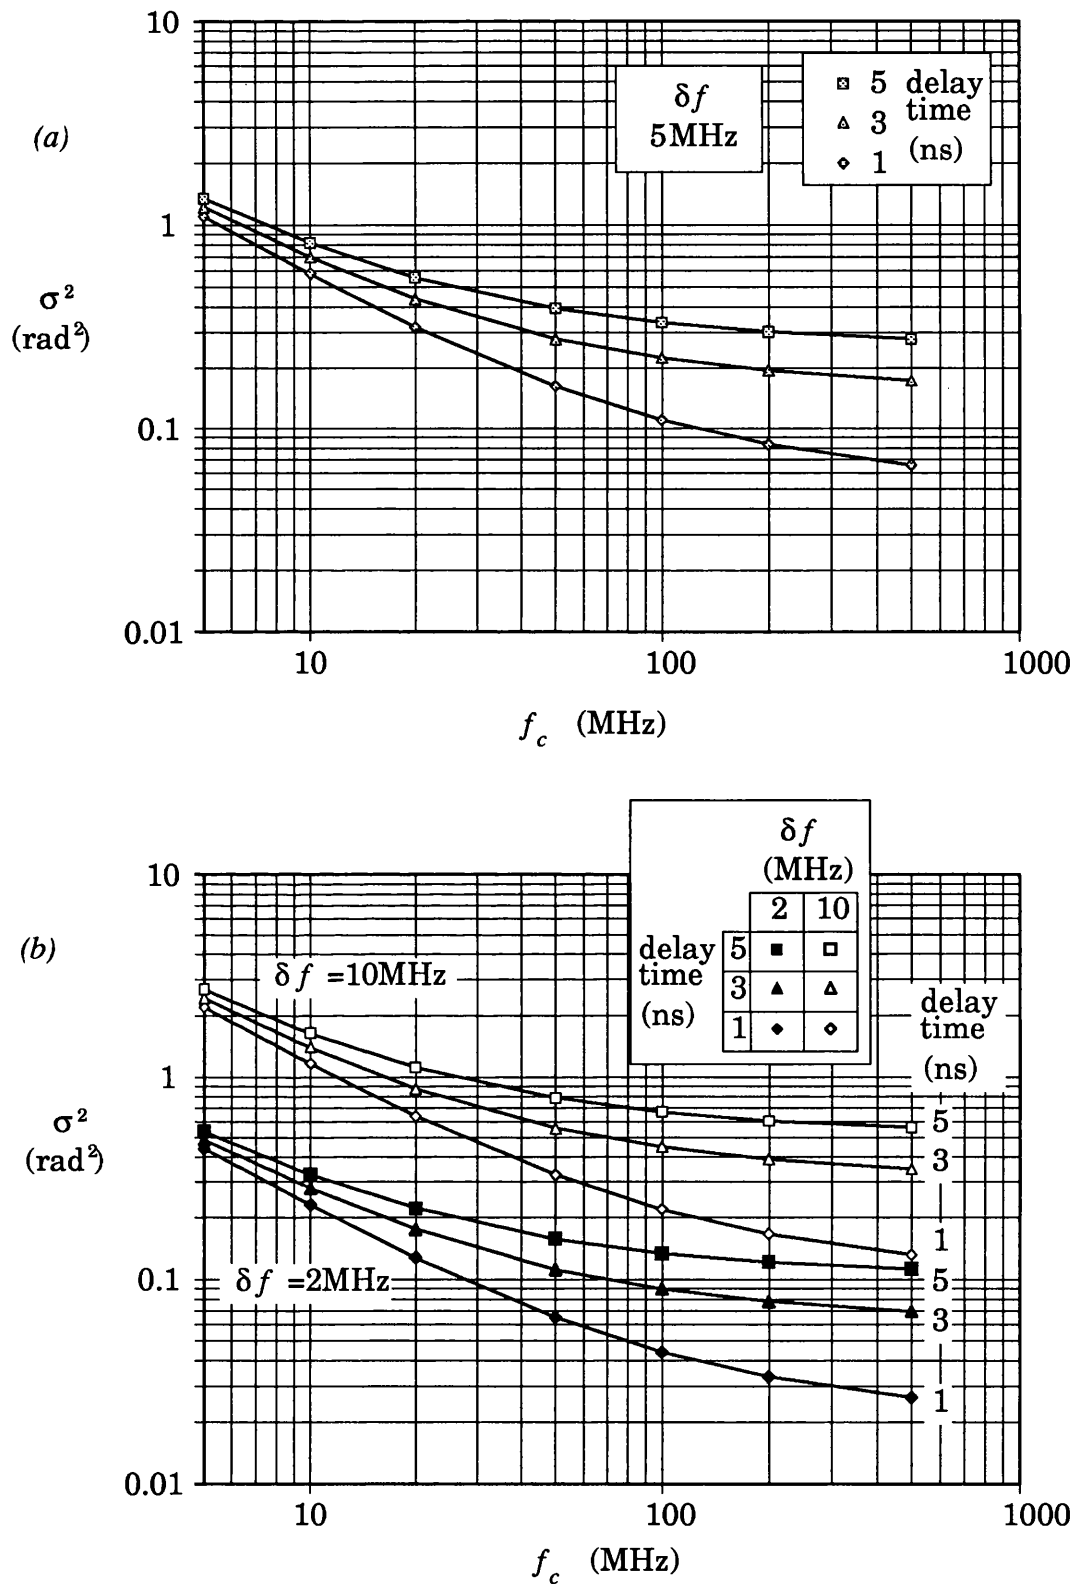 (a)
10
1
0.1
0.01
σ²
(rad²)
δf
5MHz
5 delay
3 time
1 (ns)
10 100 1000
f_c (MHz)
(b)
10
1
0.1
0.01
σ²
(rad²)
δf
(MHz)
2 10
delay
time
(ns)
5
3
1
δf =10MHz
δf =2MHz
delay
time
(ns)
5
3
1
5
3
1
10 100 1000
f_c (MHz)